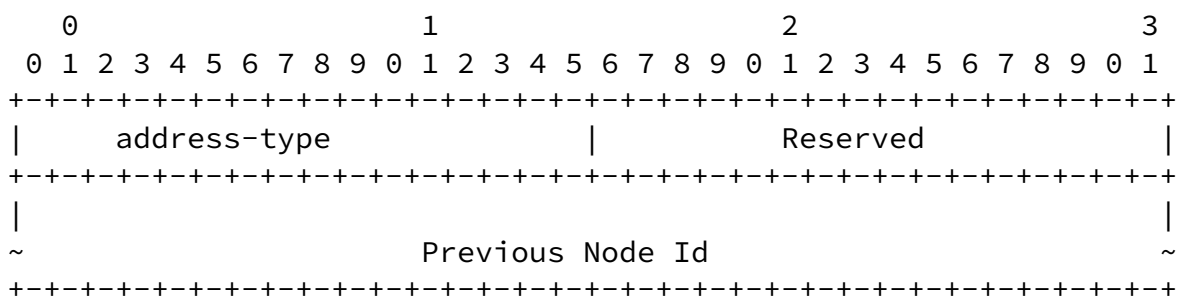 0                   1                   2                   3
 0 1 2 3 4 5 6 7 8 9 0 1 2 3 4 5 6 7 8 9 0 1 2 3 4 5 6 7 8 9 0 1
+-+-+-+-+-+-+-+-+-+-+-+-+-+-+-+-+-+-+-+-+-+-+-+-+-+-+-+-+-+-+-+-+
|     address-type              |          Reserved             |
+-+-+-+-+-+-+-+-+-+-+-+-+-+-+-+-+-+-+-+-+-+-+-+-+-+-+-+-+-+-+-+-+
|                                                               |
~                      Previous Node Id                         ~
+-+-+-+-+-+-+-+-+-+-+-+-+-+-+-+-+-+-+-+-+-+-+-+-+-+-+-+-+-+-+-+-+